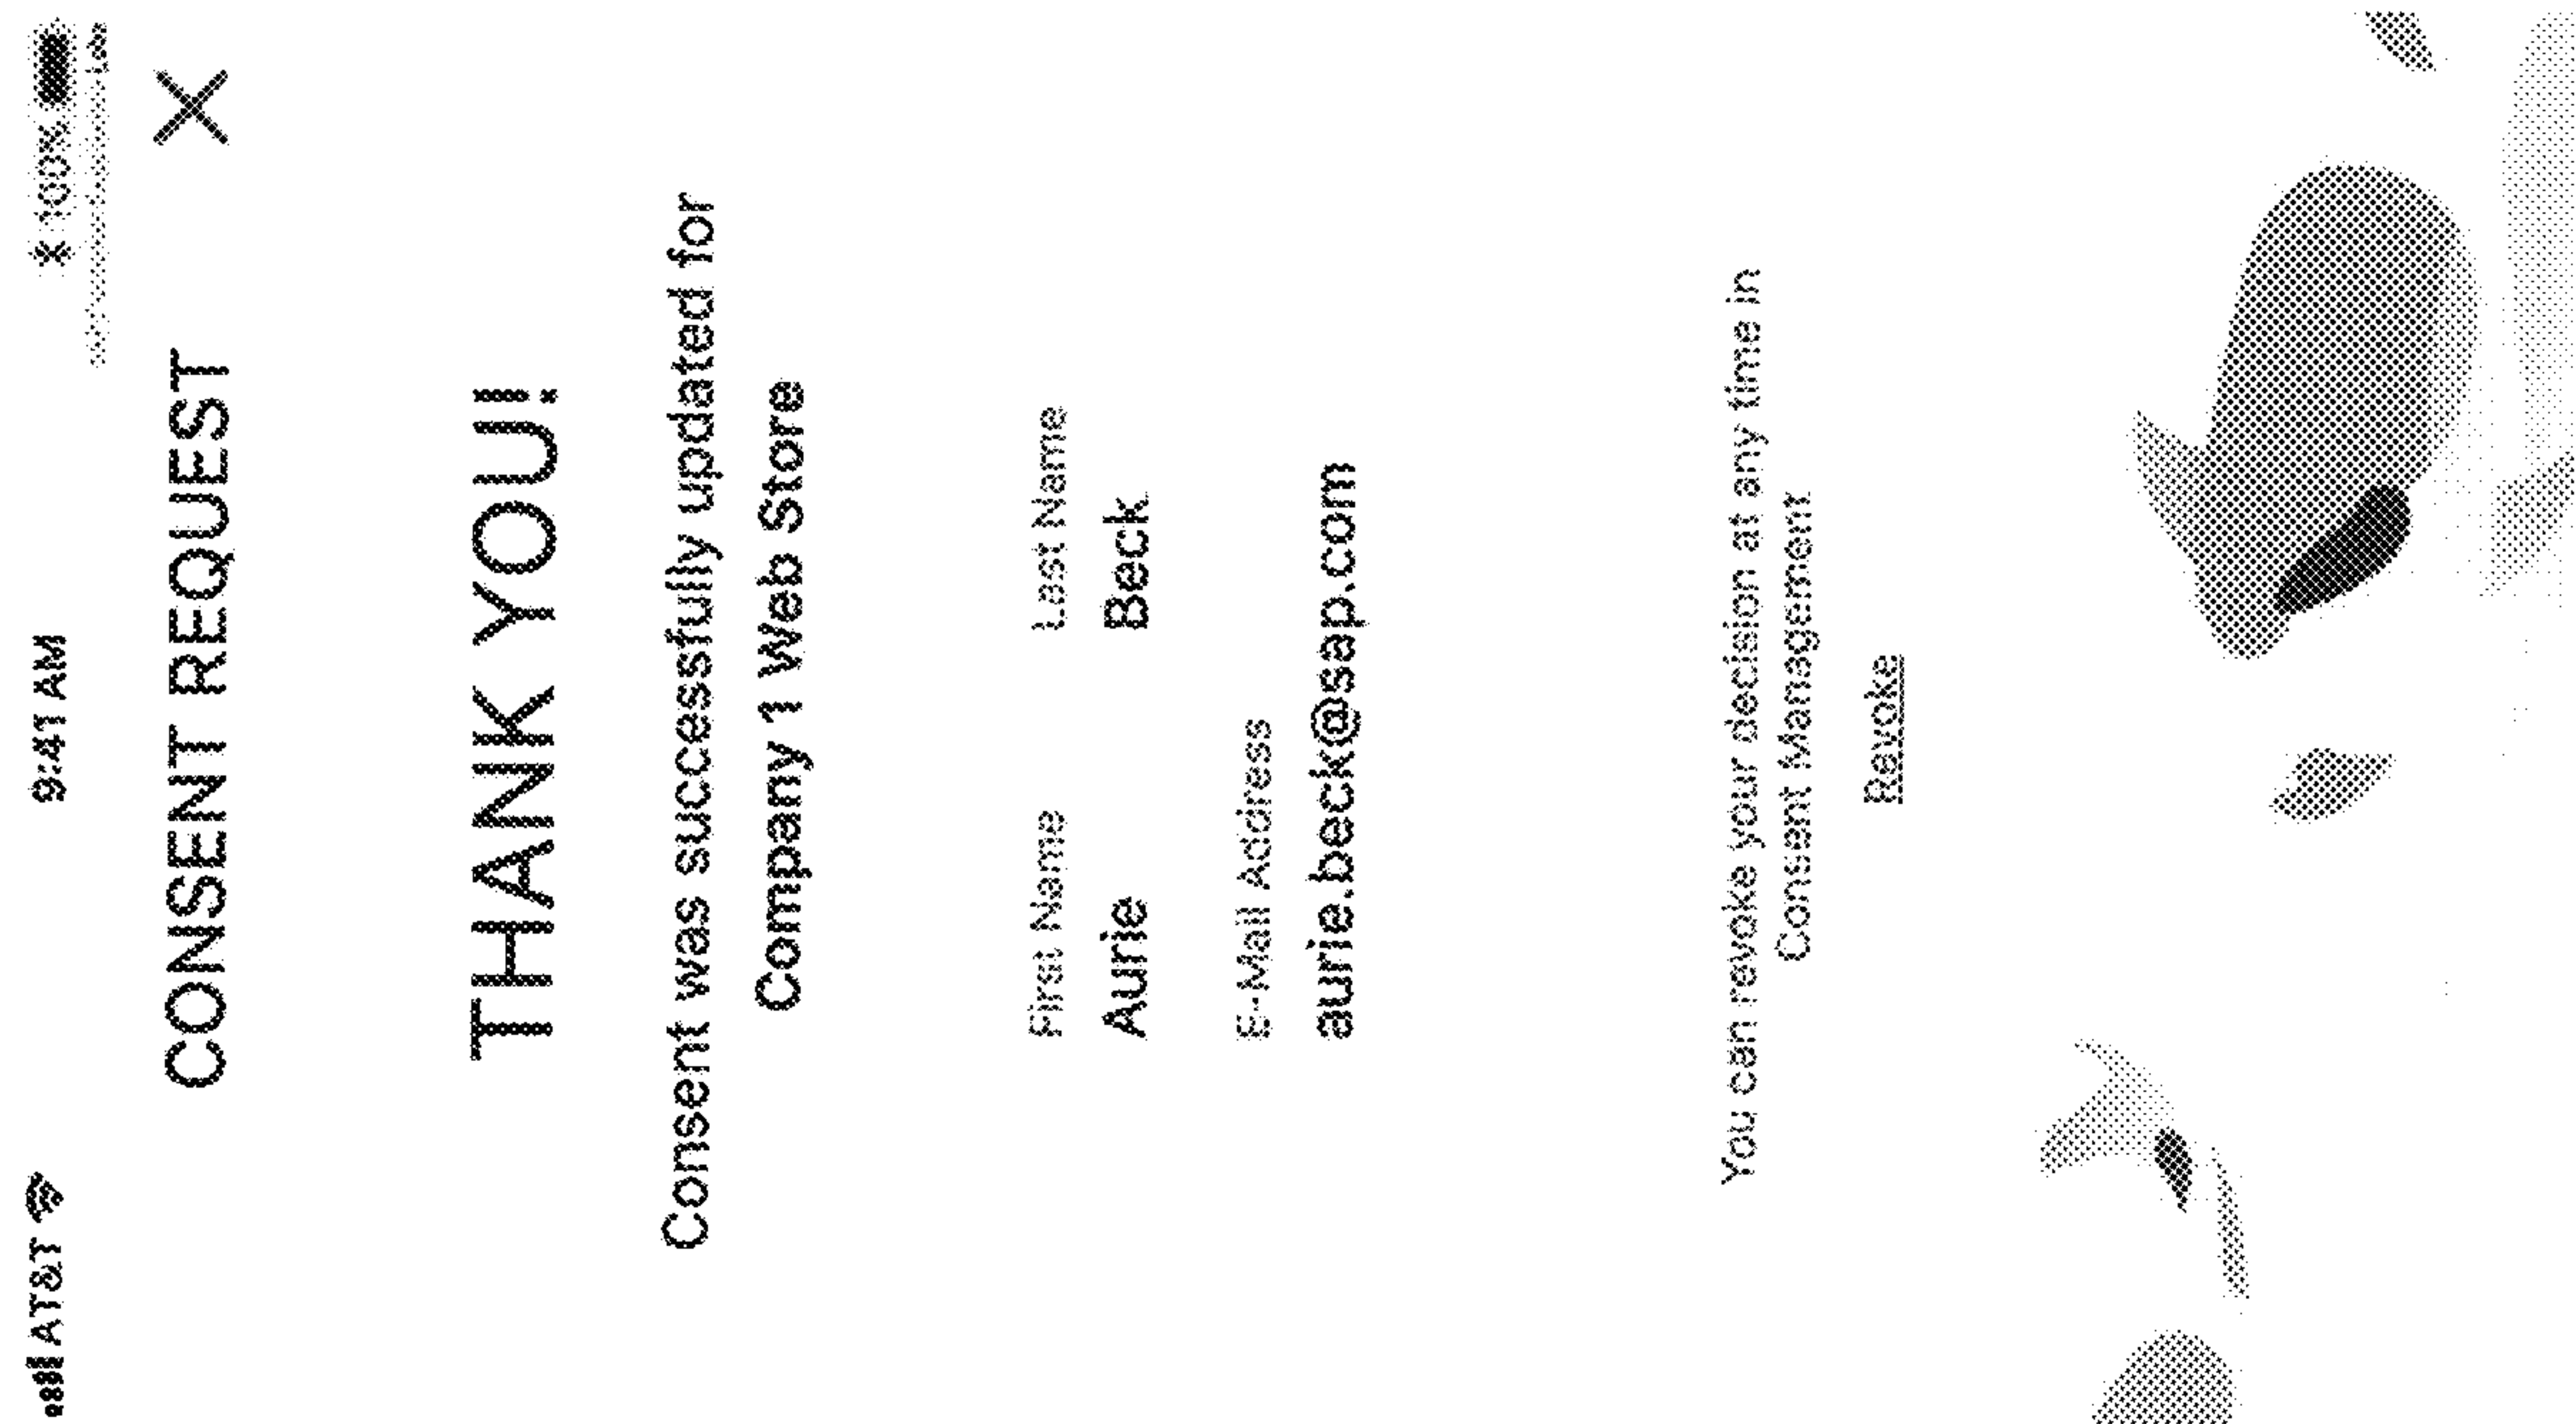 AT&T 9:41 AM 100%
CONSENT REQUEST
THANK YOU!
Consent was successfully updated for
Company 1 Web Store
First Name Last Name
Aurie Beck
E-Mail Address
aurie.beck@sap.com
You can revoke your decision at any time in
Consent Management
Revoke